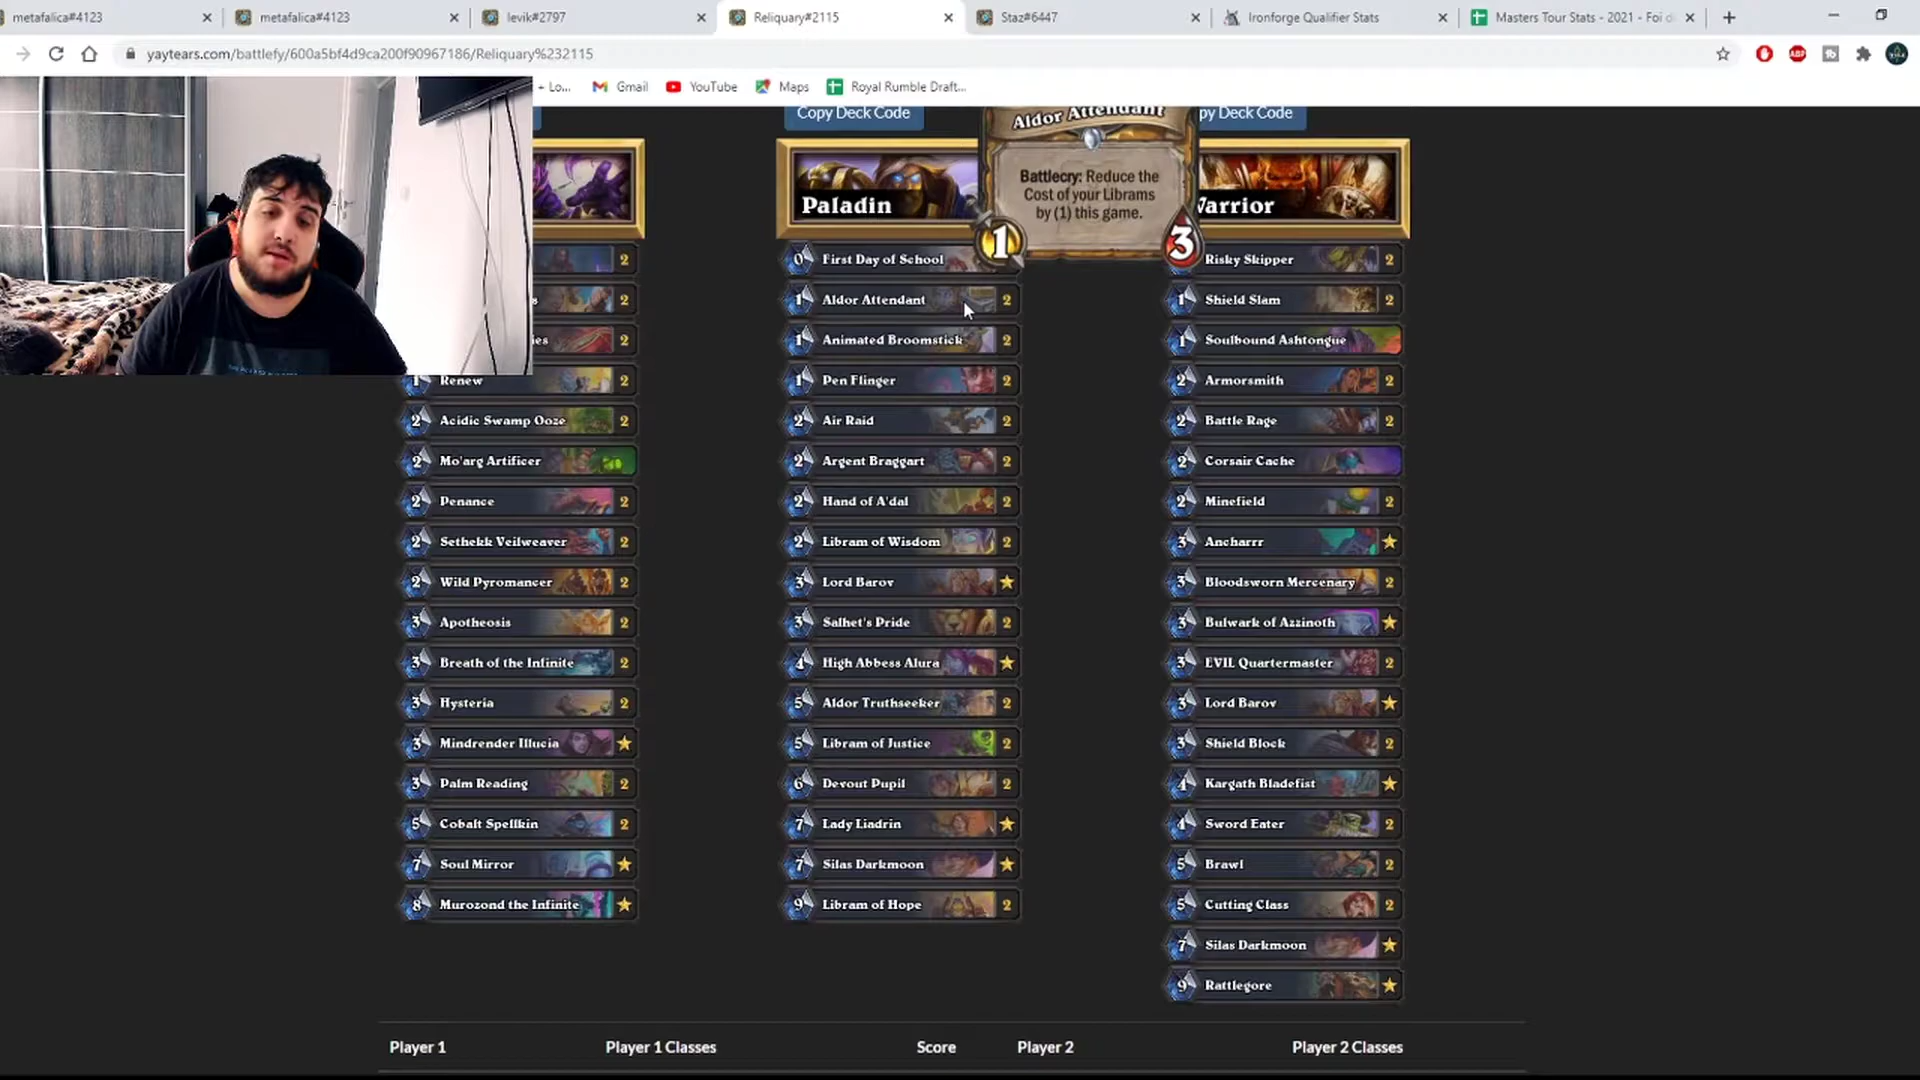 metafalica#4123
metafalica#4123
levik#2797
Reliquary#2115
Staz#6447
Ironforge Qualifier Stats
Masters Tour Stats - 2021 - Foi d
yaytears.com/battlefy/600a5bf4d9ca200f90967186/Reliquary%232115
+ Lo...
Gmail
YouTube
Maps
Royal Rumble Draft...
Copy Deck Code
Aldor Attendant
py Deck Code
Battlecry: Reduce the
Cost of your Librams
by (1) this game.
1
3
Paladin
Warrior
2
2
ies 2
1 Renew 2
2 Acidic Swamp Ooze 2
2 Mo'arg Artificer 2
2 Penance 2
2 Sethekk Veilweaver 2
2 Wild Pyromancer 2
3 Apotheosis 2
3 Breath of the Infinite 2
3 Hysteria 2
3 Mindrender Illucia ★
3 Palm Reading 2
5 Cobalt Spellkin 2
7 Soul Mirror ★
8 Murozond the Infinite ★
0 First Day of School
1 Aldor Attendant 2
1 Animated Broomstick 2
1 Pen Flinger 2
2 Air Raid 2
2 Argent Braggart 2
2 Hand of A'dal 2
2 Libram of Wisdom 2
3 Lord Barov ★
3 Salhet's Pride 2
4 High Abbess Alura ★
5 Aldor Truthseeker 2
5 Libram of Justice 2
6 Devout Pupil 2
7 Lady Liadrin ★
7 Silas Darkmoon ★
9 Libram of Hope 2
Risky Skipper 2
1 Shield Slam 2
1 Soulbound Ashtongue
2 Armorsmith 2
2 Battle Rage 2
2 Corsair Cache
2 Minefield 2
3 Ancharrr ★
3 Bloodsworn Mercenary 2
3 Bulwark of Azzinoth ★
3 EVIL Quartermaster 2
3 Lord Barov ★
3 Shield Block 2
4 Kargath Bladefist ★
4 Sword Eater 2
5 Brawl 2
5 Cutting Class 2
7 Silas Darkmoon ★
9 Rattlegore ★
Player 1 Player 1 Classes Score Player 2 Player 2 Classes